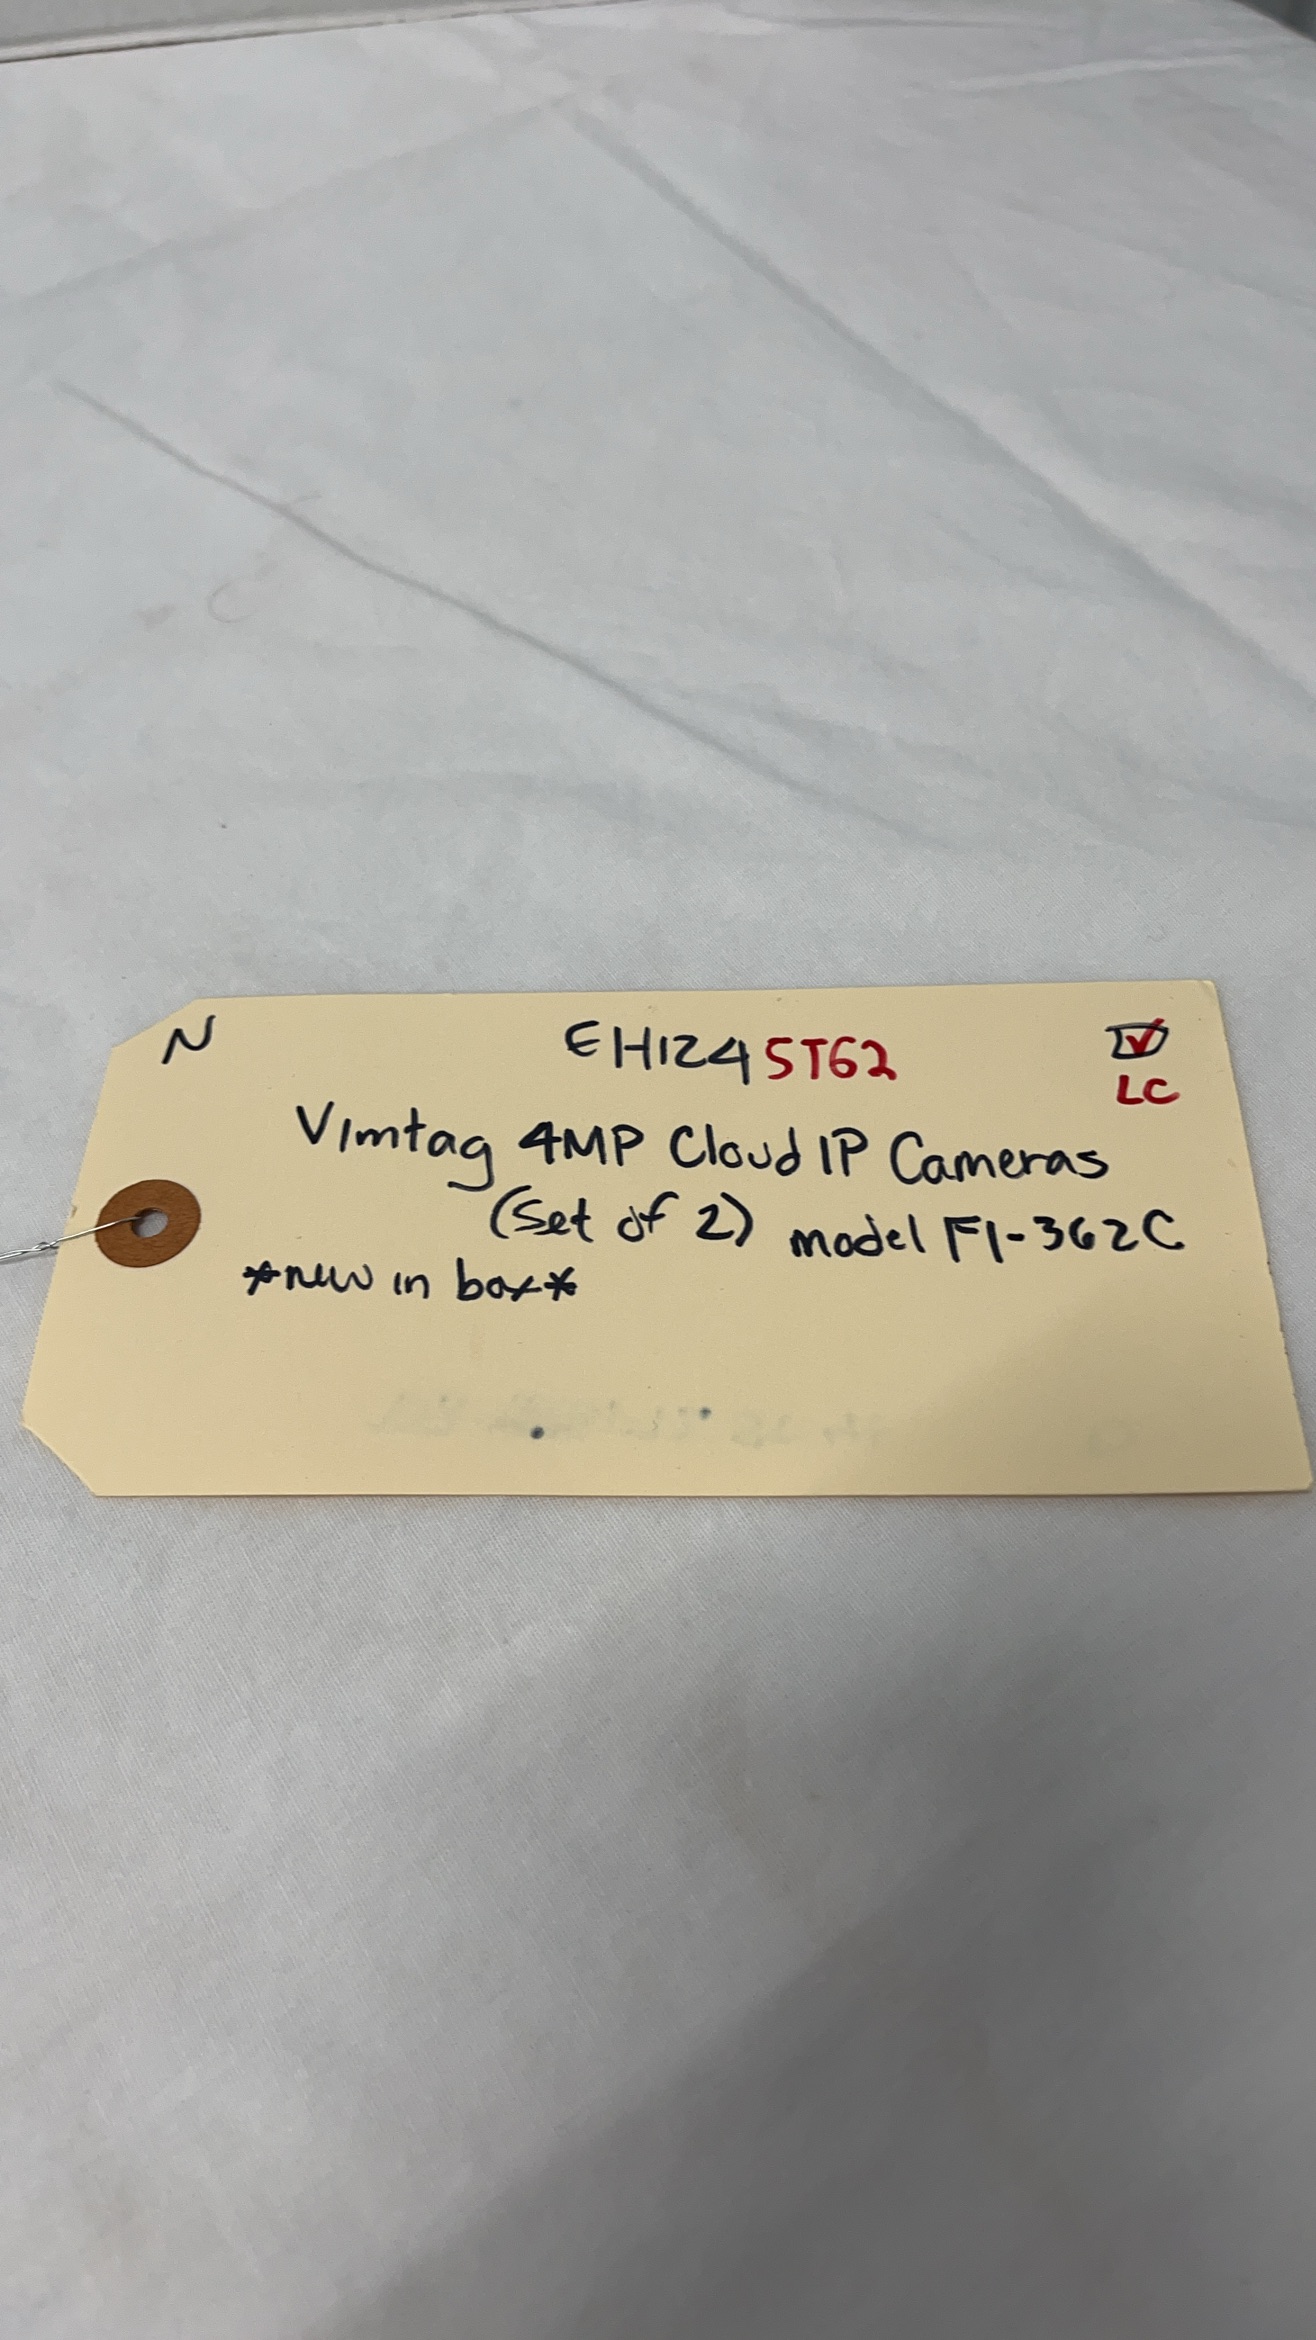 N
EH1245T62
LC
Vimtag 4MP Cloud IP Cameras
(Set of 2) model F1-362C
*new in box*